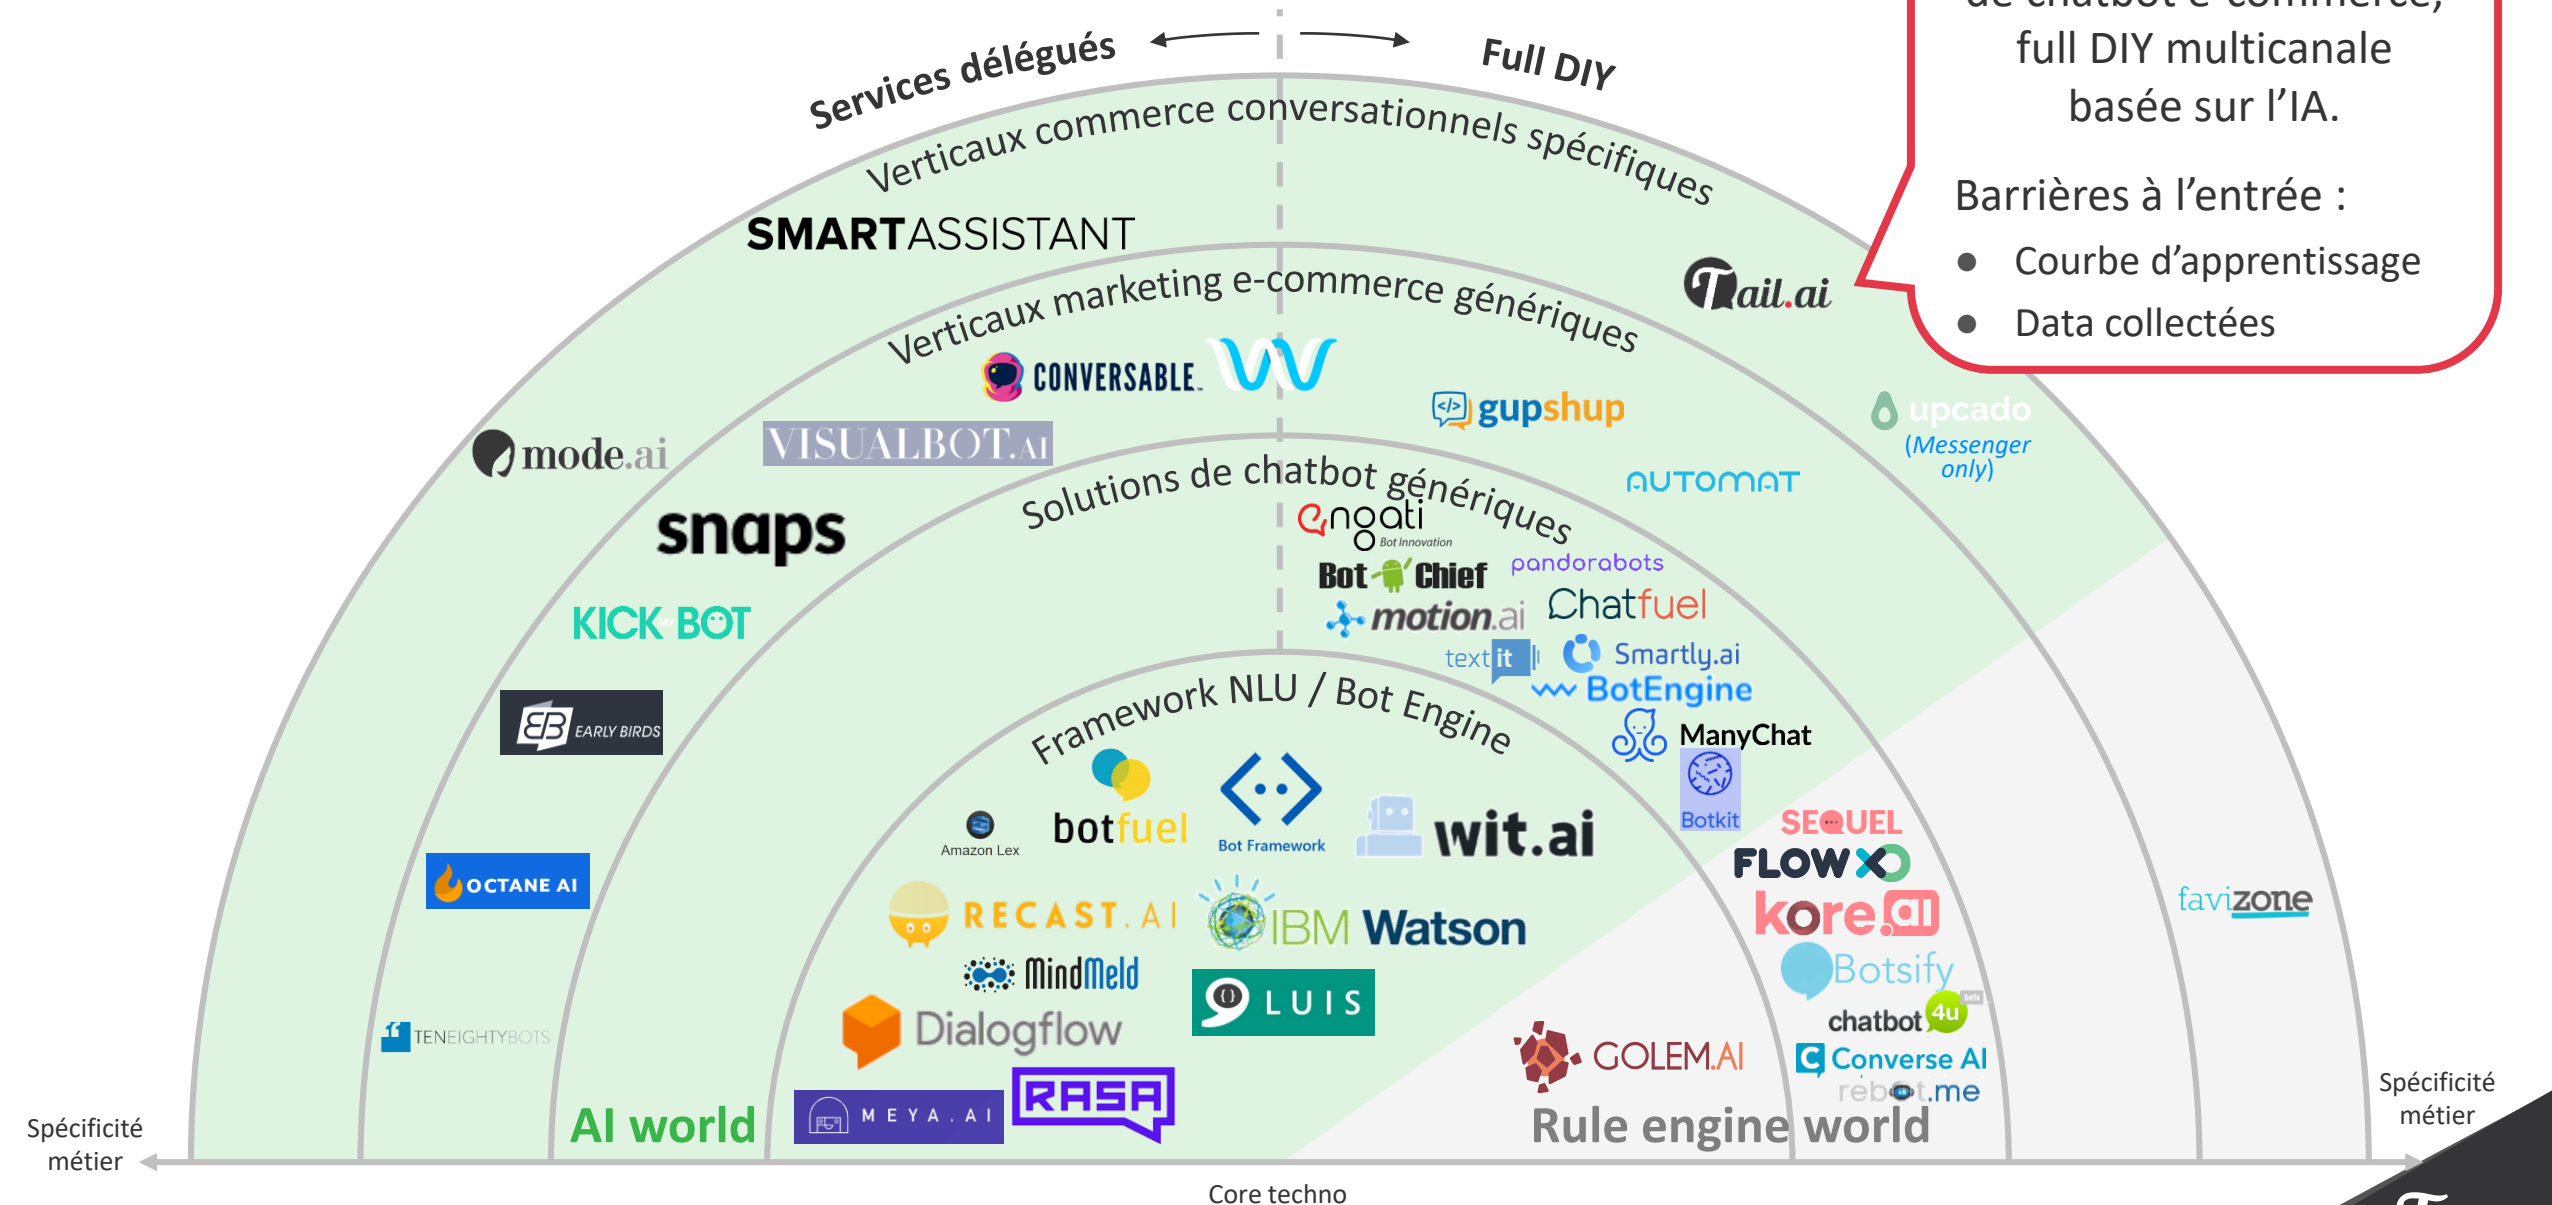 de chatbot e-commerce,
full DIY multicanale
basée sur l'IA.
Barrières à l'entrée :
● Courbe d'apprentissage
● Data collectées
Services délégués
Full DIY
Verticaux commerce conversationnels spécifiques
SMARTASSISTANT
Tail.ai
Verticaux marketing e-commerce génériques
CONVERSABLE
gupshup
upcado
(Messenger
only)
mode.ai
VISUALBOT.AI
AUTOMAT
Solutions de chatbot génériques
snaps
engati
Bot Innovation
pandorabots
Bot Chief
Chatfuel
motion.ai
KICK MY BOT
textit
Smartly.ai
BotEngine
Framework NLU / Bot Engine
EARLY BIRDS
ManyChat
Botkit
botfuel
Amazon Lex
Bot Framework
wit.ai
SEQUEL
FLOW XO
OCTANE AI
RECAST.AI
IBM Watson
kore.ai
favizone
MindMeld
Botsify
LUIS
chatbot 4u beta
Dialogflow
TENEIGHTYBOTS
GOLEM.AI
Converse AI
rebot.me
MEYA.AI
RASA
AI world
Rule engine world
Spécificité
métier
Spécificité
métier
Core techno